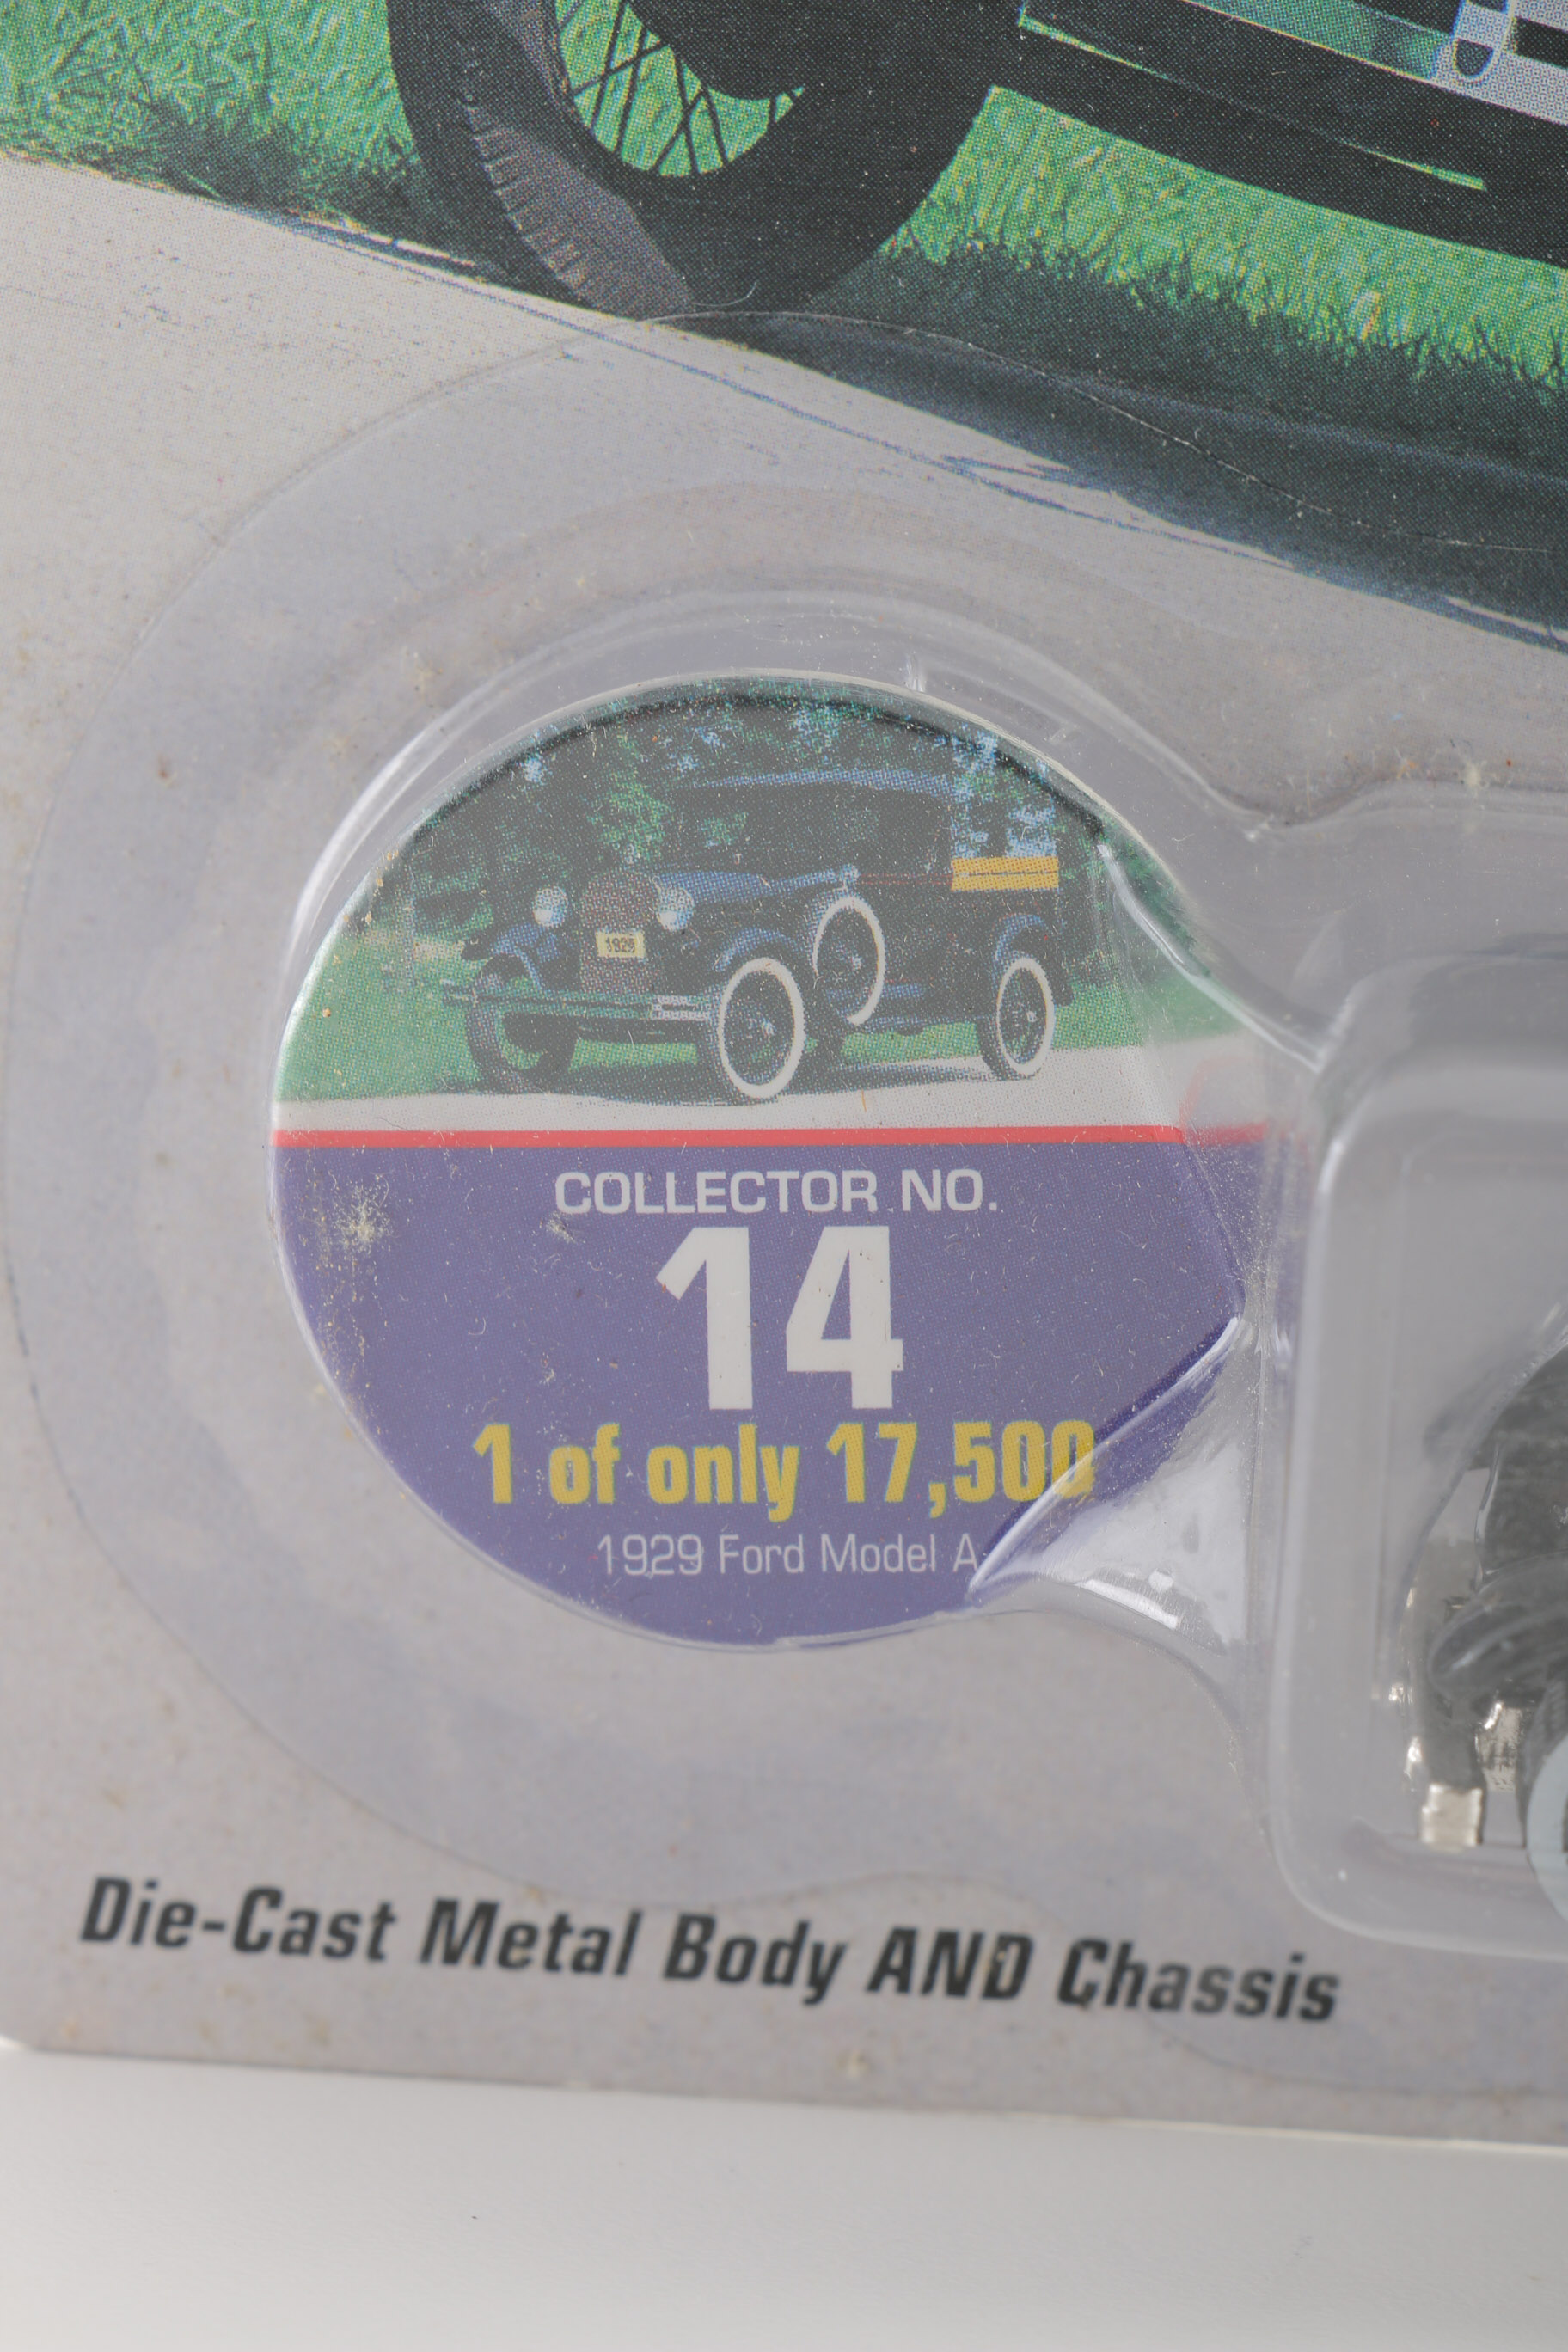 1929
COLLECTOR NO.
14
1 of only 17,500
1929 Ford Model A
Die-Cast Metal Body AND Chassis